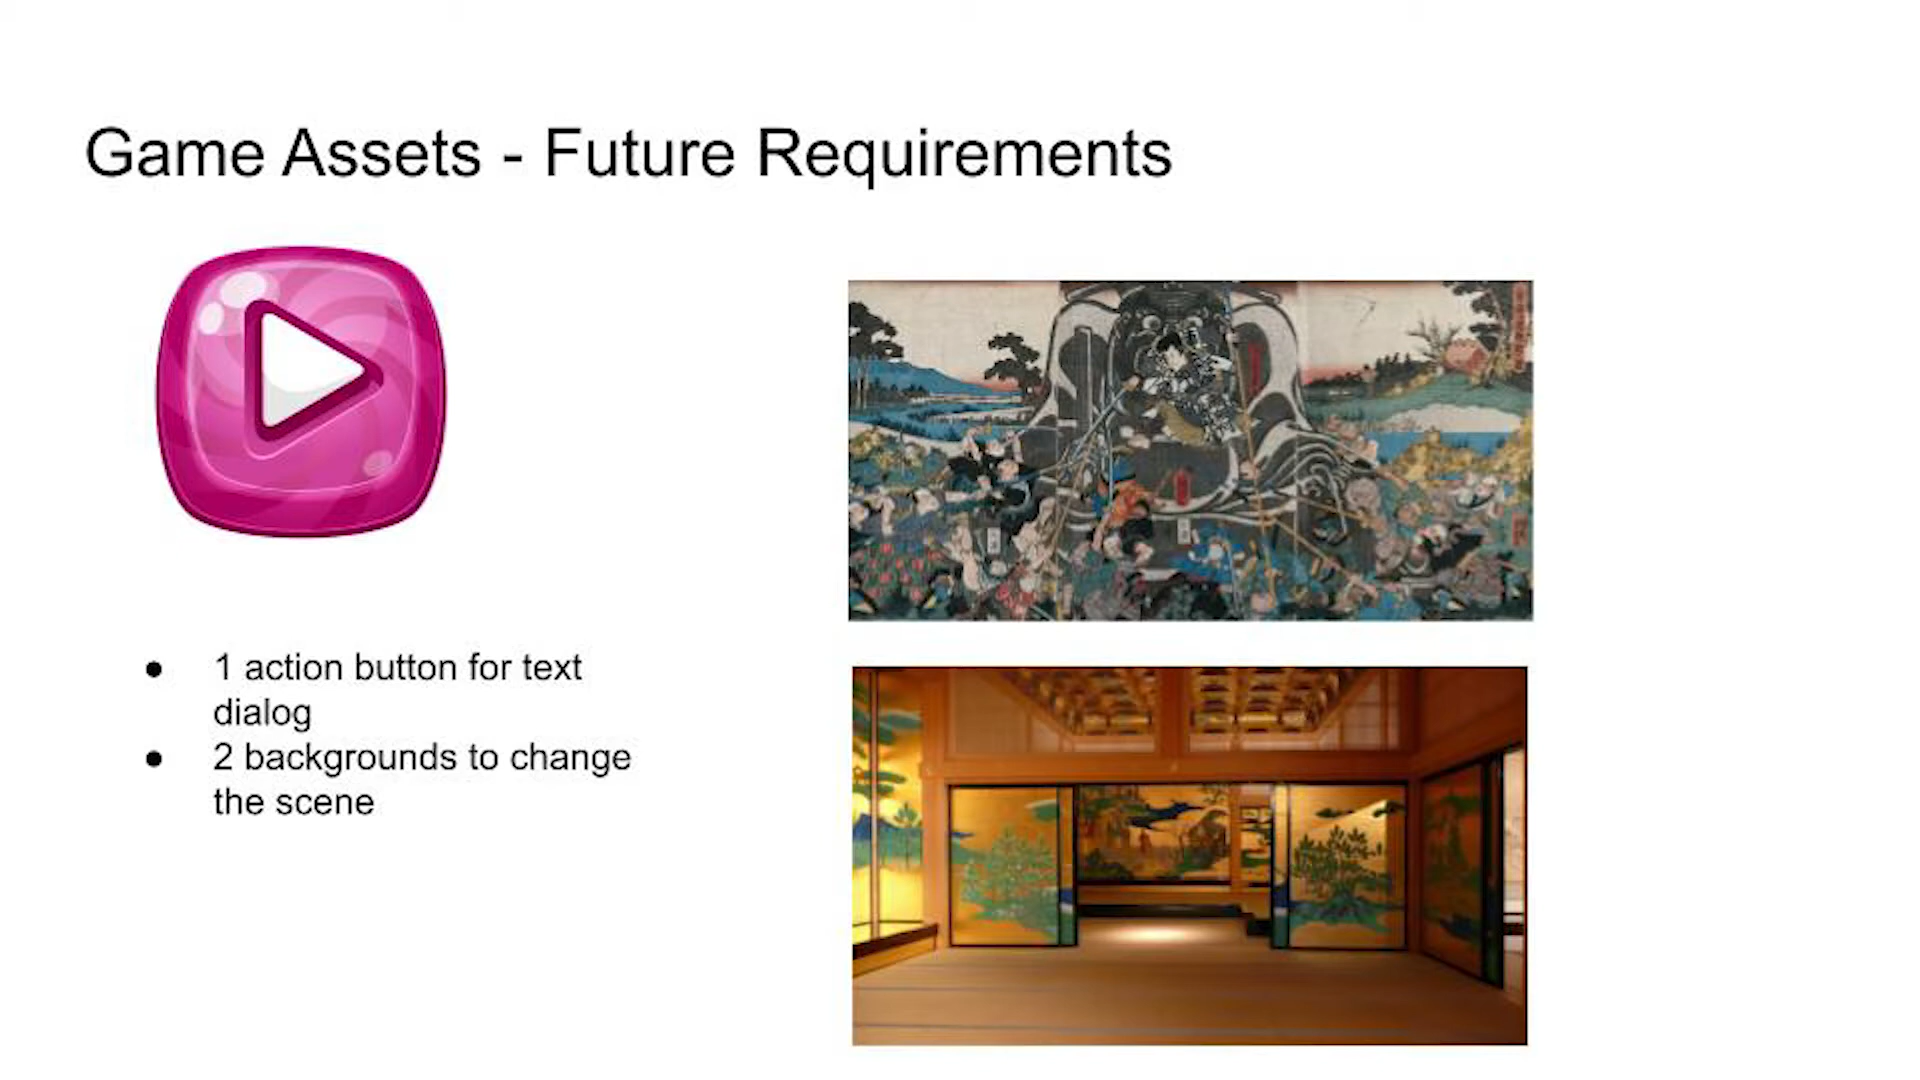 Game Assets - Future Requirements
● 1 action button for text
dialog
● 2 backgrounds to change
the scene